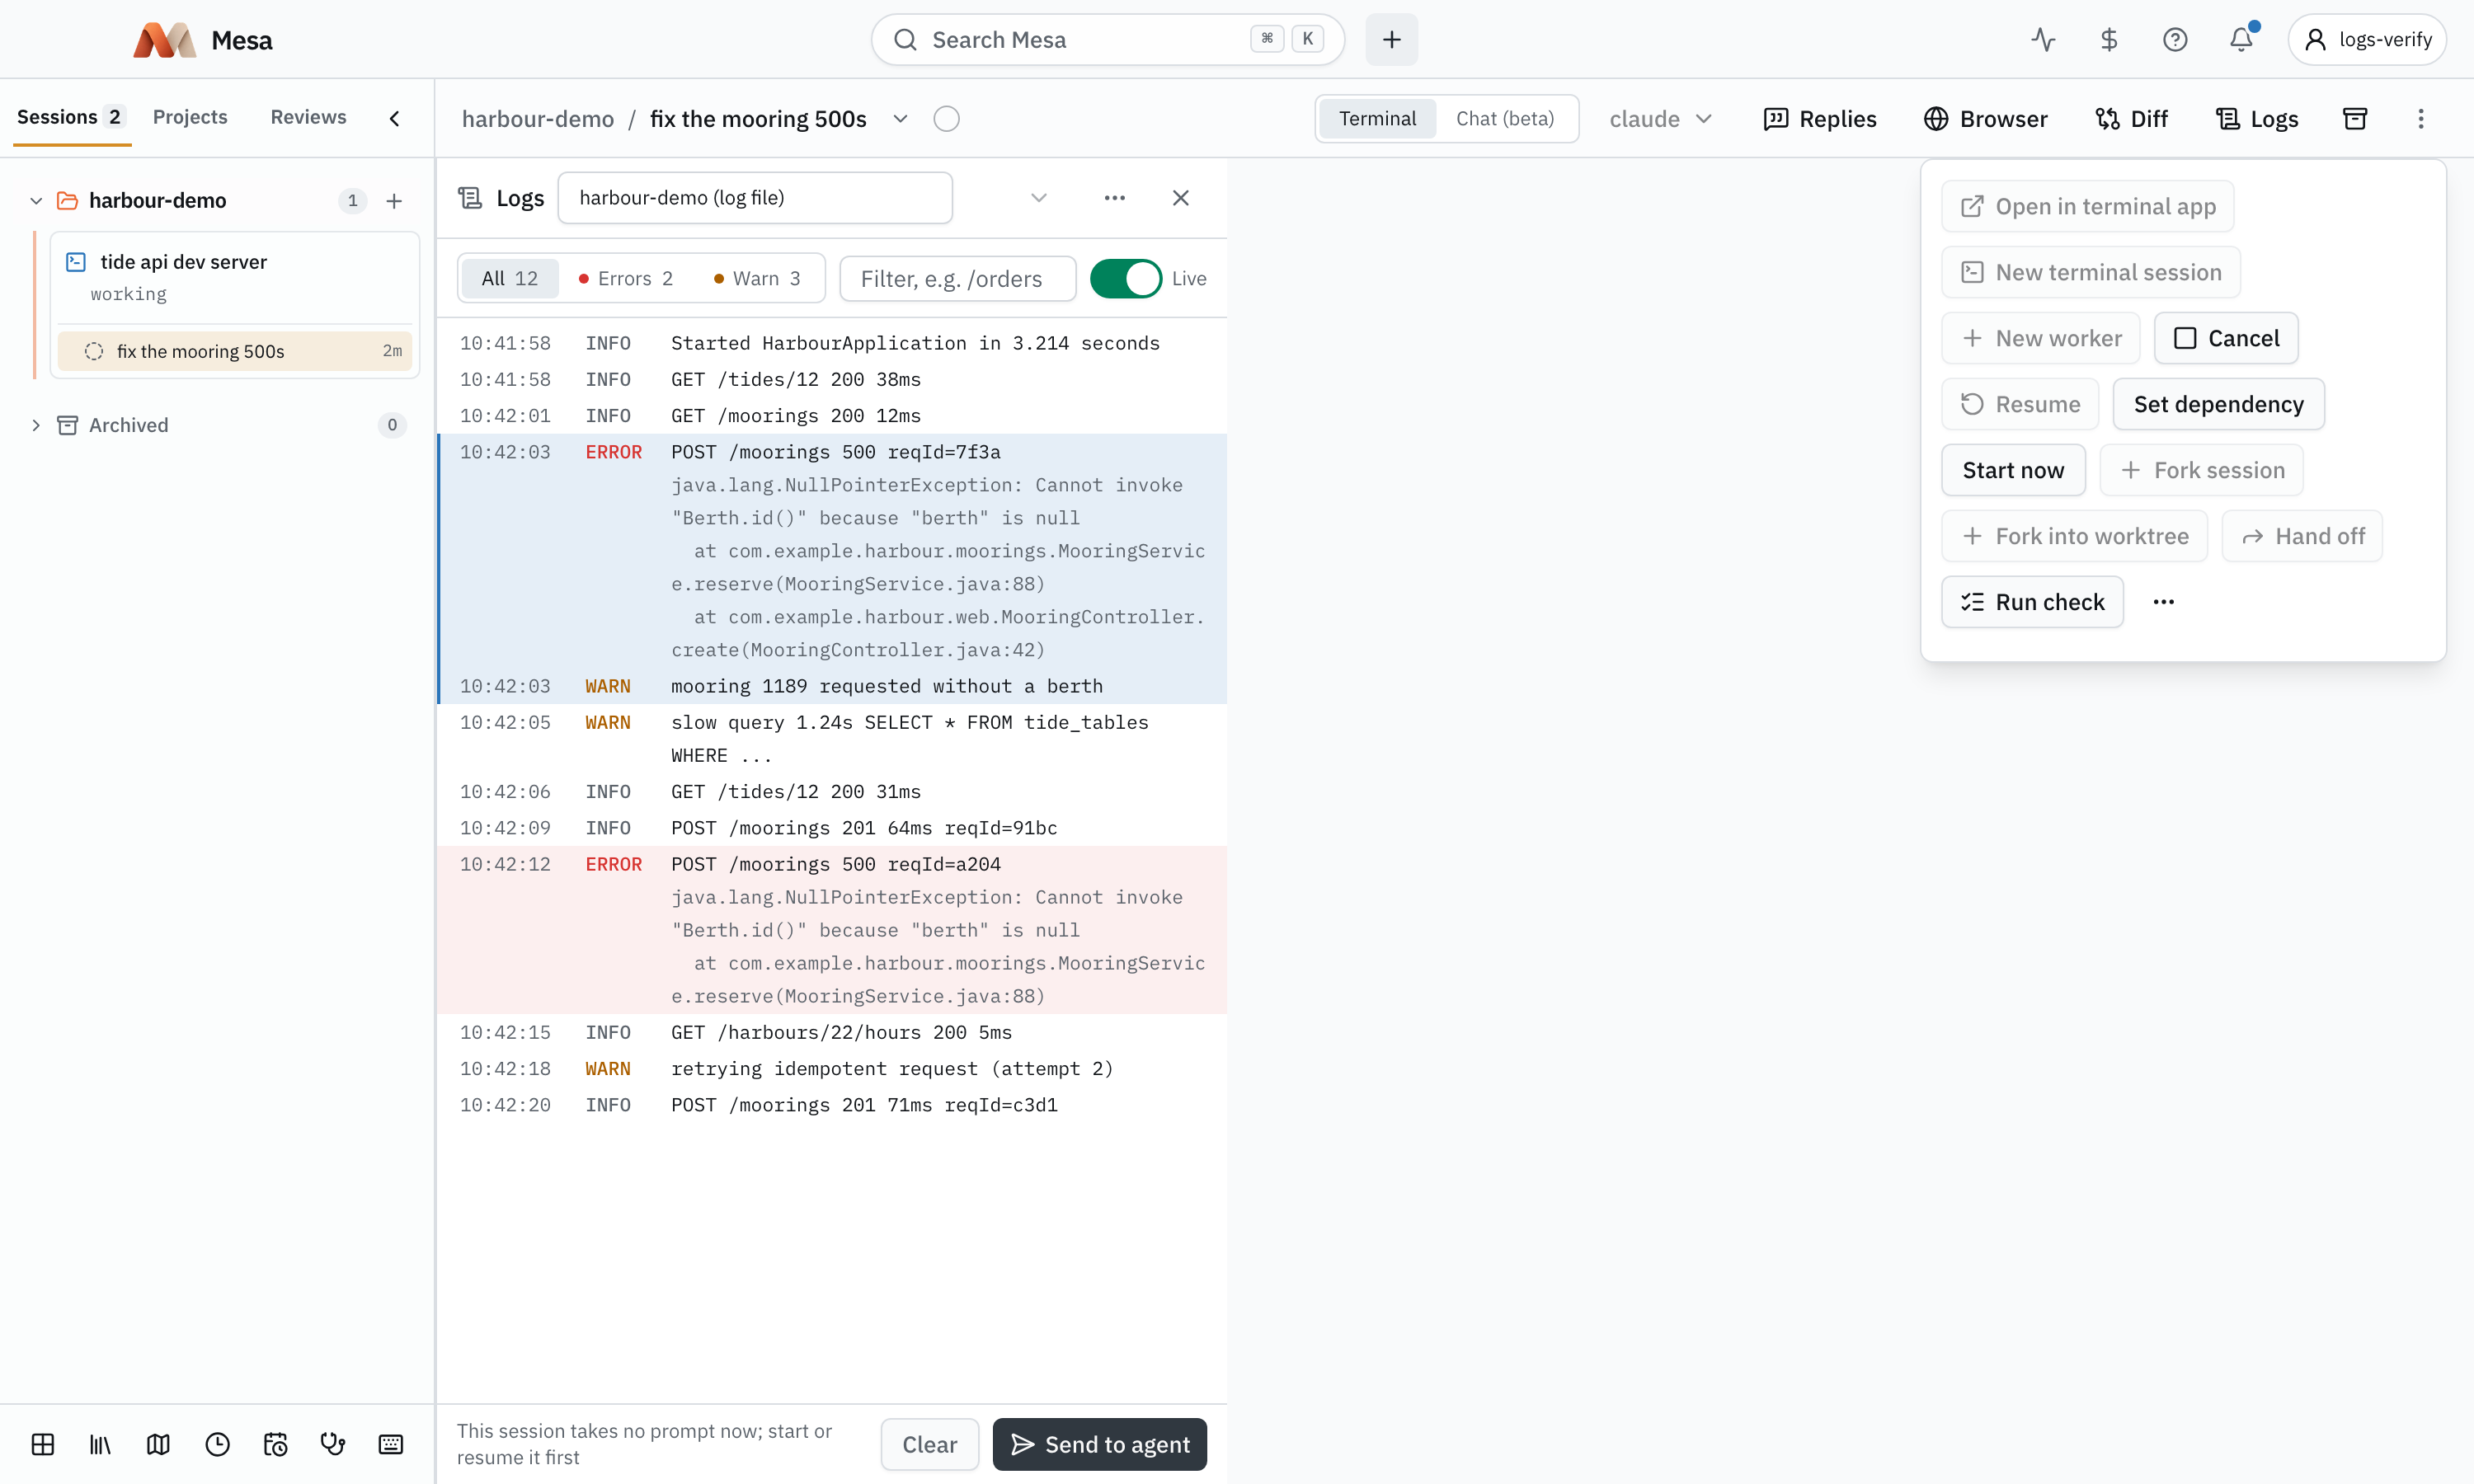 Mesa
Search Mesa
⌘ K
logs-verify
Sessions 2
Projects
Reviews
harbour-demo / fix the mooring 500s
Terminal
Chat (beta)
claude
Replies
Browser
Diff
Logs
harbour-demo
1
tide api dev server
working
fix the mooring 500s
2m
Archived
0
Logs
harbour-demo (log file)
All 12
Errors 2
Warn 3
Filter, e.g. /orders
Live
10:41:58 INFO Started HarbourApplication in 3.214 seconds
10:41:58 INFO GET /tides/12 200 38ms
10:42:01 INFO GET /moorings 200 12ms
10:42:03 ERROR POST /moorings 500 reqId=7f3a
java.lang.NullPointerException: Cannot invoke
"Berth.id()" because "berth" is null
at com.example.harbour.moorings.MooringServic
e.reserve(MooringService.java:88)
at com.example.harbour.web.MooringController.
create(MooringController.java:42)
10:42:03 WARN mooring 1189 requested without a berth
10:42:05 WARN slow query 1.24s SELECT * FROM tide_tables
WHERE ...
10:42:06 INFO GET /tides/12 200 31ms
10:42:09 INFO POST /moorings 201 64ms reqId=91bc
10:42:12 ERROR POST /moorings 500 reqId=a204
java.lang.NullPointerException: Cannot invoke
"Berth.id()" because "berth" is null
at com.example.harbour.moorings.MooringServic
e.reserve(MooringService.java:88)
10:42:15 INFO GET /harbours/22/hours 200 5ms
10:42:18 WARN retrying idempotent request (attempt 2)
10:42:20 INFO POST /moorings 201 71ms reqId=c3d1
This session takes no prompt now; start or
resume it first
Clear
Send to agent
Open in terminal app
New terminal session
New worker
Cancel
Resume
Set dependency
Start now
Fork session
Fork into worktree
Hand off
Run check